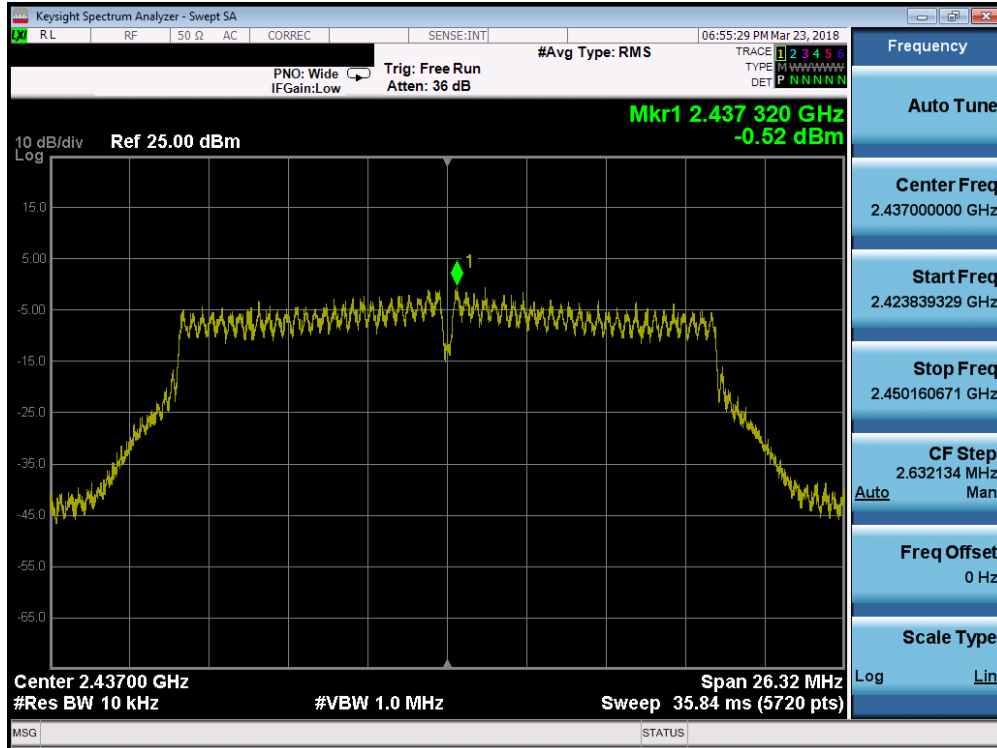 Keysight Spectrum Analyzer - Swept SA
LXI RL RF 50 Ω AC CORREC SENSE:INT 06:55:29 PM Mar 23, 2018
PNO: Wide
IFGain:Low
Trig: Free Run
Atten: 36 dB
#Avg Type: RMS
TRACE 1 2 3 4 5 6
TYPE M W W W W W
DET P N N N N N
Mkr1 2.437 320 GHz
-0.52 dBm
10 dB/div Ref 25.00 dBm
Log
1
15.0
5.00
-5.00
-15.0
-25.0
-35.0
-45.0
-55.0
-65.0
Center 2.43700 GHz Span 26.32 MHz
#Res BW 10 kHz #VBW 1.0 MHz Sweep 35.84 ms (5720 pts)
MSG STATUS
Frequency
Auto Tune
Center Freq
2.437000000 GHz
Start Freq
2.423839329 GHz
Stop Freq
2.450160671 GHz
CF Step
2.632134 MHz
Auto Man
Freq Offset
0 Hz
Scale Type
Log Lin